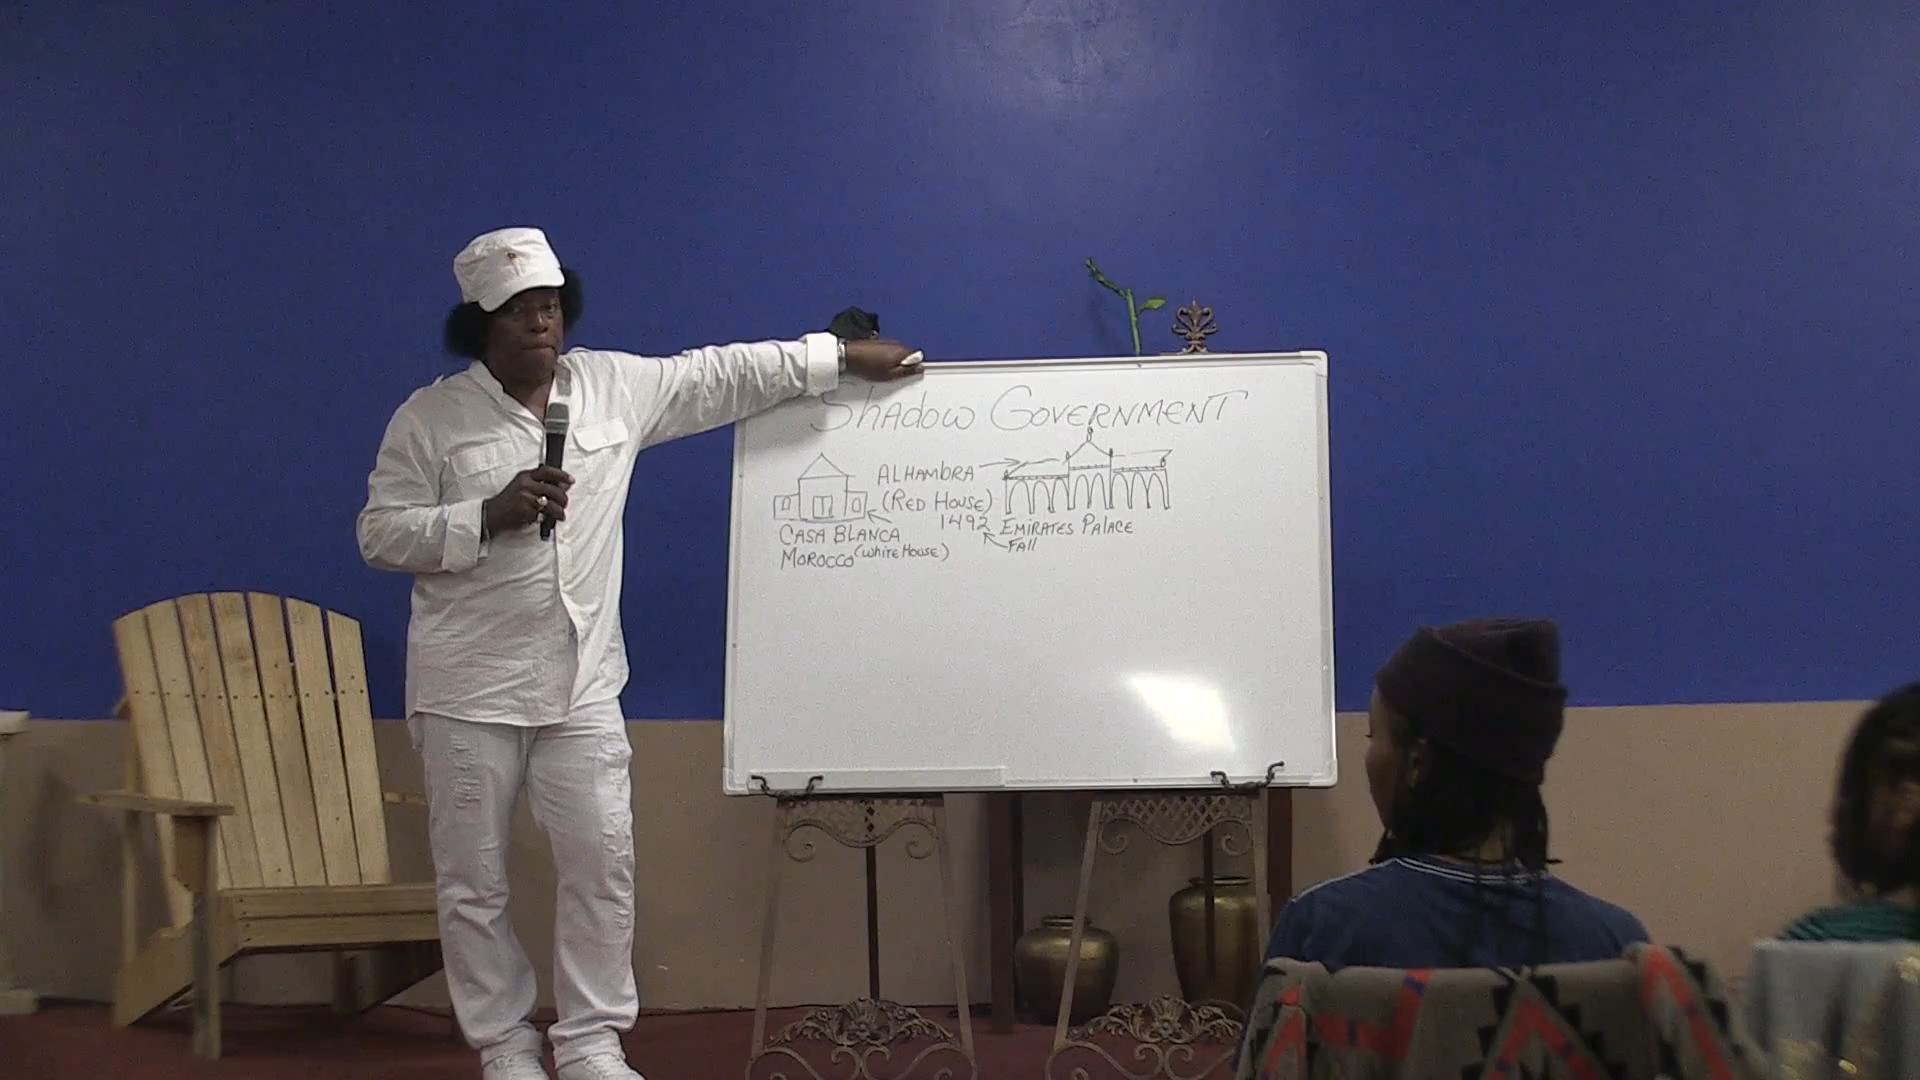 Shadow Government
Alhambra
(Red House)
1492
Fall
Casa Blanca
Morocco (White House)
Emirates Palace